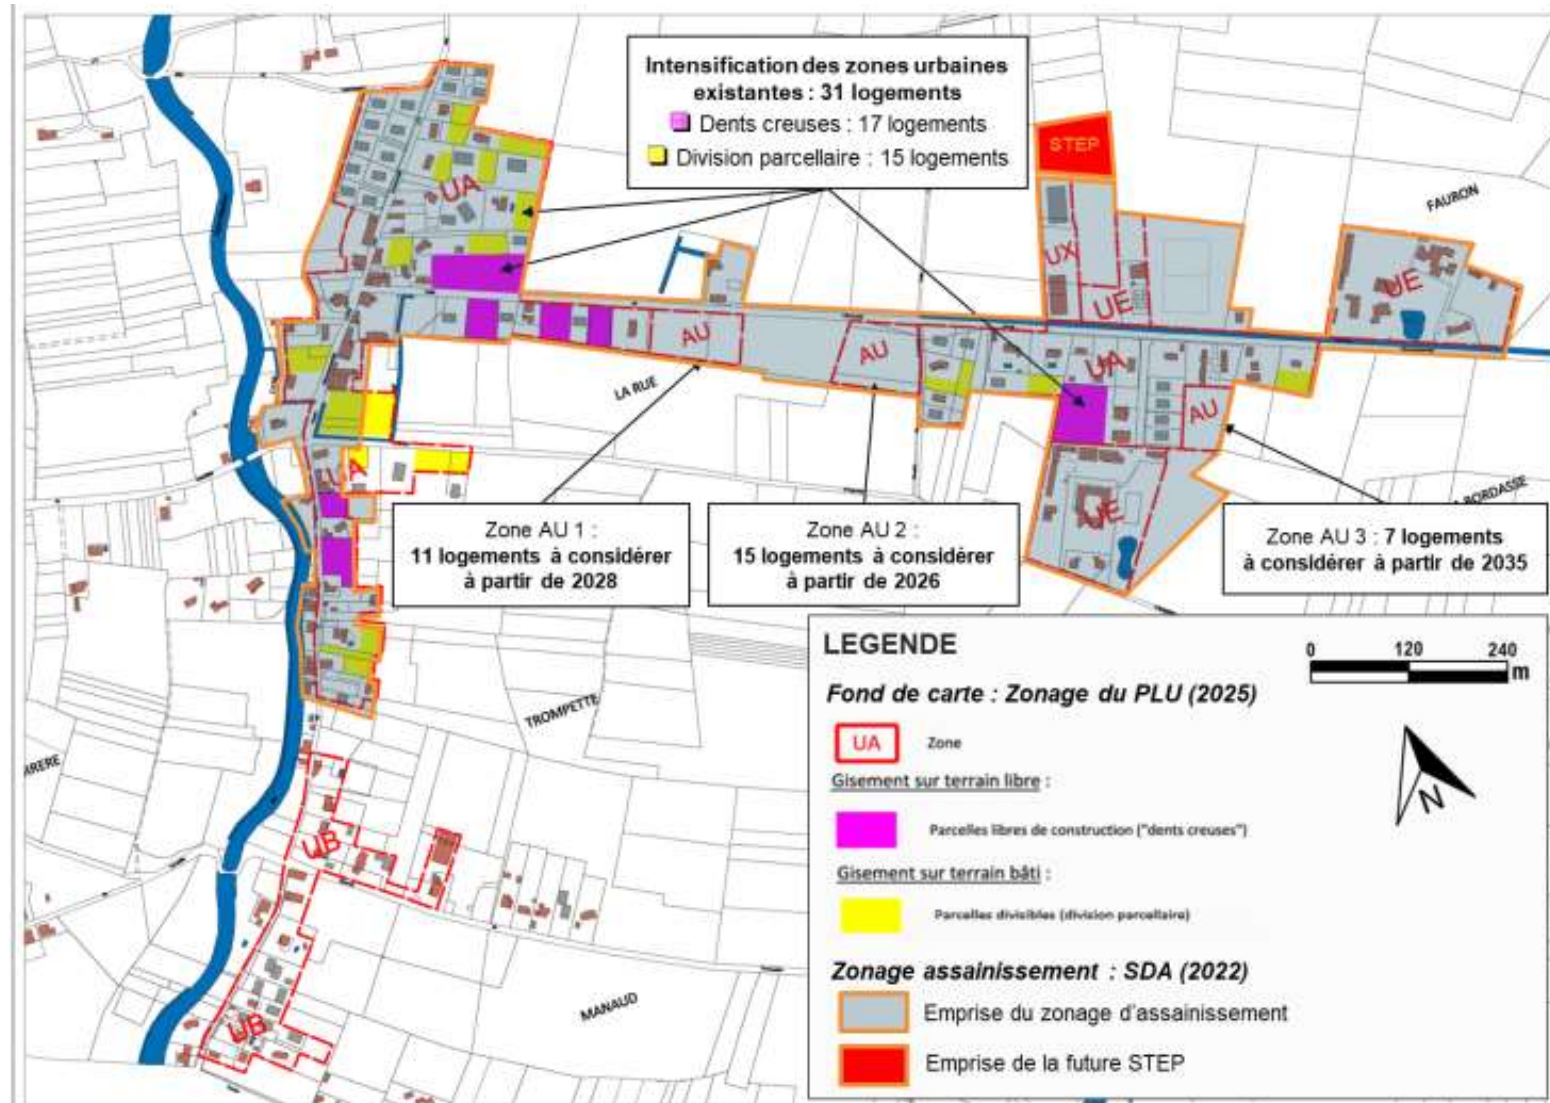 Intensification des zones urbaines
existantes : 31 logements
Dents creuses : 17 logements
Division parcellaire : 15 logements
STEP
FAURON
UA
UX
UE
UE
AU
AU
UA
AU
LA RUE
UA
UE
BORDASSE
Zone AU 1 :
11 logements à considérer
à partir de 2028
Zone AU 2 :
15 logements à considérer
à partir de 2026
Zone AU 3 : 7 logements
à considérer à partir de 2035
TROMPETTE
UB
MANAUD
UB
LEGENDE
0 120 240
m
Fond de carte : Zonage du PLU (2025)
UA Zone
Gisement sur terrain libre :
Parcelles libres de construction ("dents creuses")
Gisement sur terrain bâti :
Parcelles divisibles (division parcellaire)
N
Zonage assainissement : SDA (2022)
Emprise du zonage d'assainissement
Emprise de la future STEP